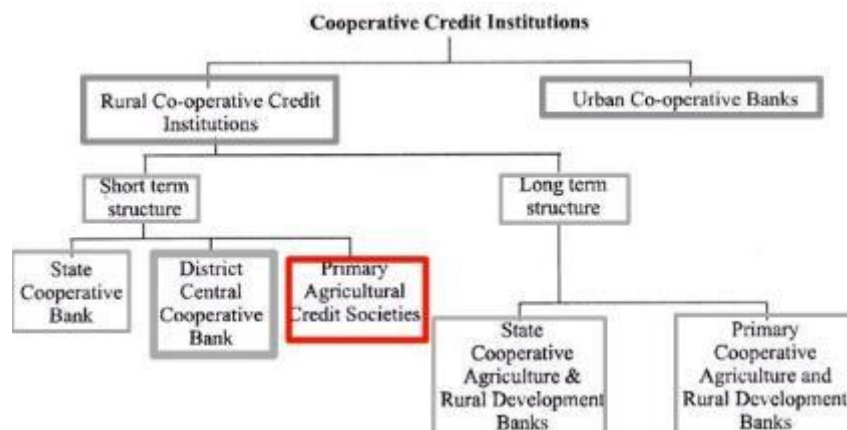 Cooperative Credit Institutions
Rural Co-operative Credit
Institutions
Urban Co-operative Banks
Short term
structure
Long term
structure
State
Cooperative
Bank
District
Central
Cooperative
Bank
Primary
Agricultural
Credit Societies
State
Cooperative
Agriculture &
Rural Development
Banks
Primary
Cooperative
Agriculture and
Rural Development
Banks